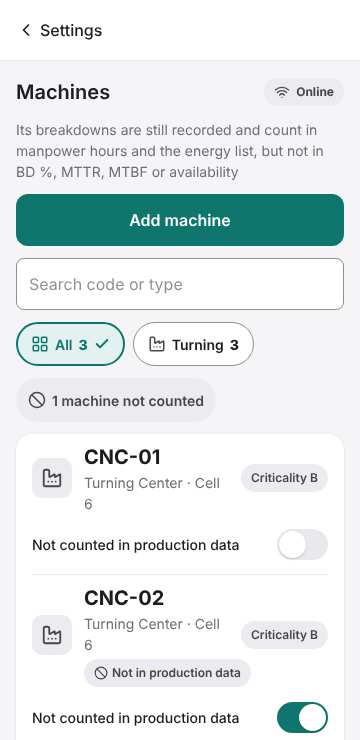 Settings
Machines
Online
Its breakdowns are still recorded and count in
manpower hours and the energy list, but not in
BD %, MTTR, MTBF or availability
Add machine
Search code or type
All 3
Turning 3
1 machine not counted
CNC-01
Turning Center · Cell
6
Criticality B
Not counted in production data
CNC-02
Turning Center · Cell
6
Criticality B
Not in production data
Not counted in production data